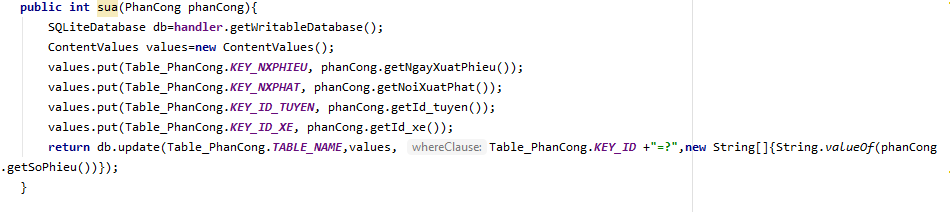 public int sua(PhanCong phanCong){
SQLiteDatabase db=handler.getWritableDatabase();
ContentValues values=new ContentValues();
values.put(Table_PhanCong.KEY_NXPHIEU, phanCong.getNgayXuatPhieu());
values.put(Table_PhanCong.KEY_NXPHAT, phanCong.getNoiXuatPhat());
values.put(Table_PhanCong.KEY_ID_TUYEN, phanCong.getId_tuyen());
values.put(Table_PhanCong.KEY_ID_XE, phanCong.getId_xe());
return db.update(Table_PhanCong.TABLE_NAME,values, whereClause: Table_PhanCong.KEY_ID +"=?",new String[]{String.valueOf(phanCong
.getSoPhieu())});
}